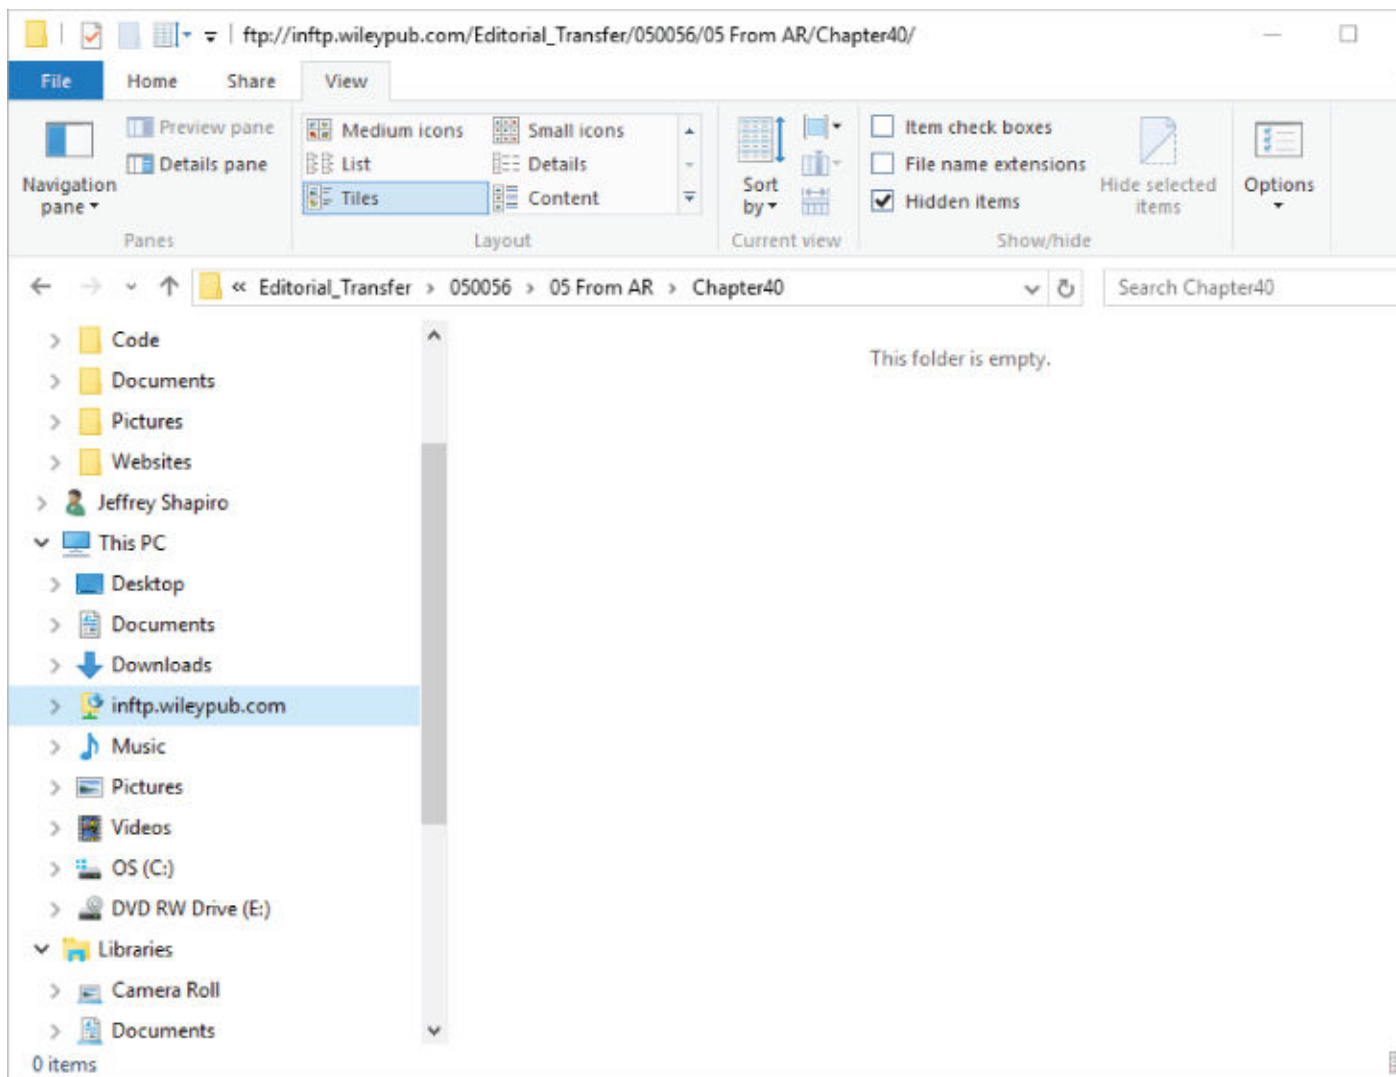 ftp://inftp.wileypub.com/Editorial_Transfer/050056/05 From AR/Chapter40/
File Home Share View
Preview pane
Details pane
Navigation
pane
Panes
Medium icons Small icons
List Details
Tiles Content
Layout
Sort
by
Current view
Item check boxes
File name extensions
Hidden items
Hide selected
items
Show/hide
Options
« Editorial_Transfer > 050056 > 05 From AR > Chapter40
Search Chapter40
Code
Documents
Pictures
Websites
Jeffrey Shapiro
This PC
Desktop
Documents
Downloads
inftp.wileypub.com
Music
Pictures
Videos
OS (C:)
DVD RW Drive (E:)
Libraries
Camera Roll
Documents
This folder is empty.
0 items